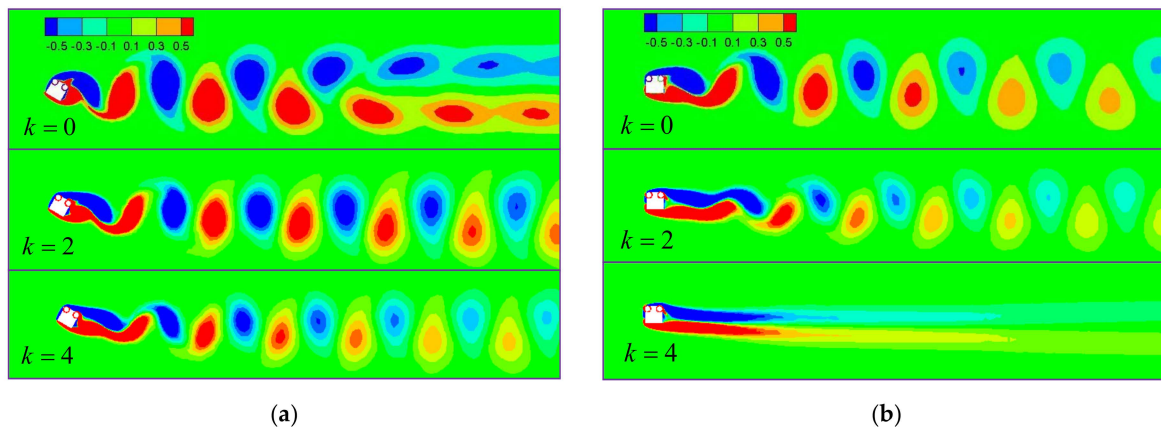 -0.5 -0.3 -0.1 0.1 0.3 0.5
k = 0
k = 2
k = 4
(a)
-0.5 -0.3 -0.1 0.1 0.3 0.5
k = 0
k = 2
k = 4
(b)